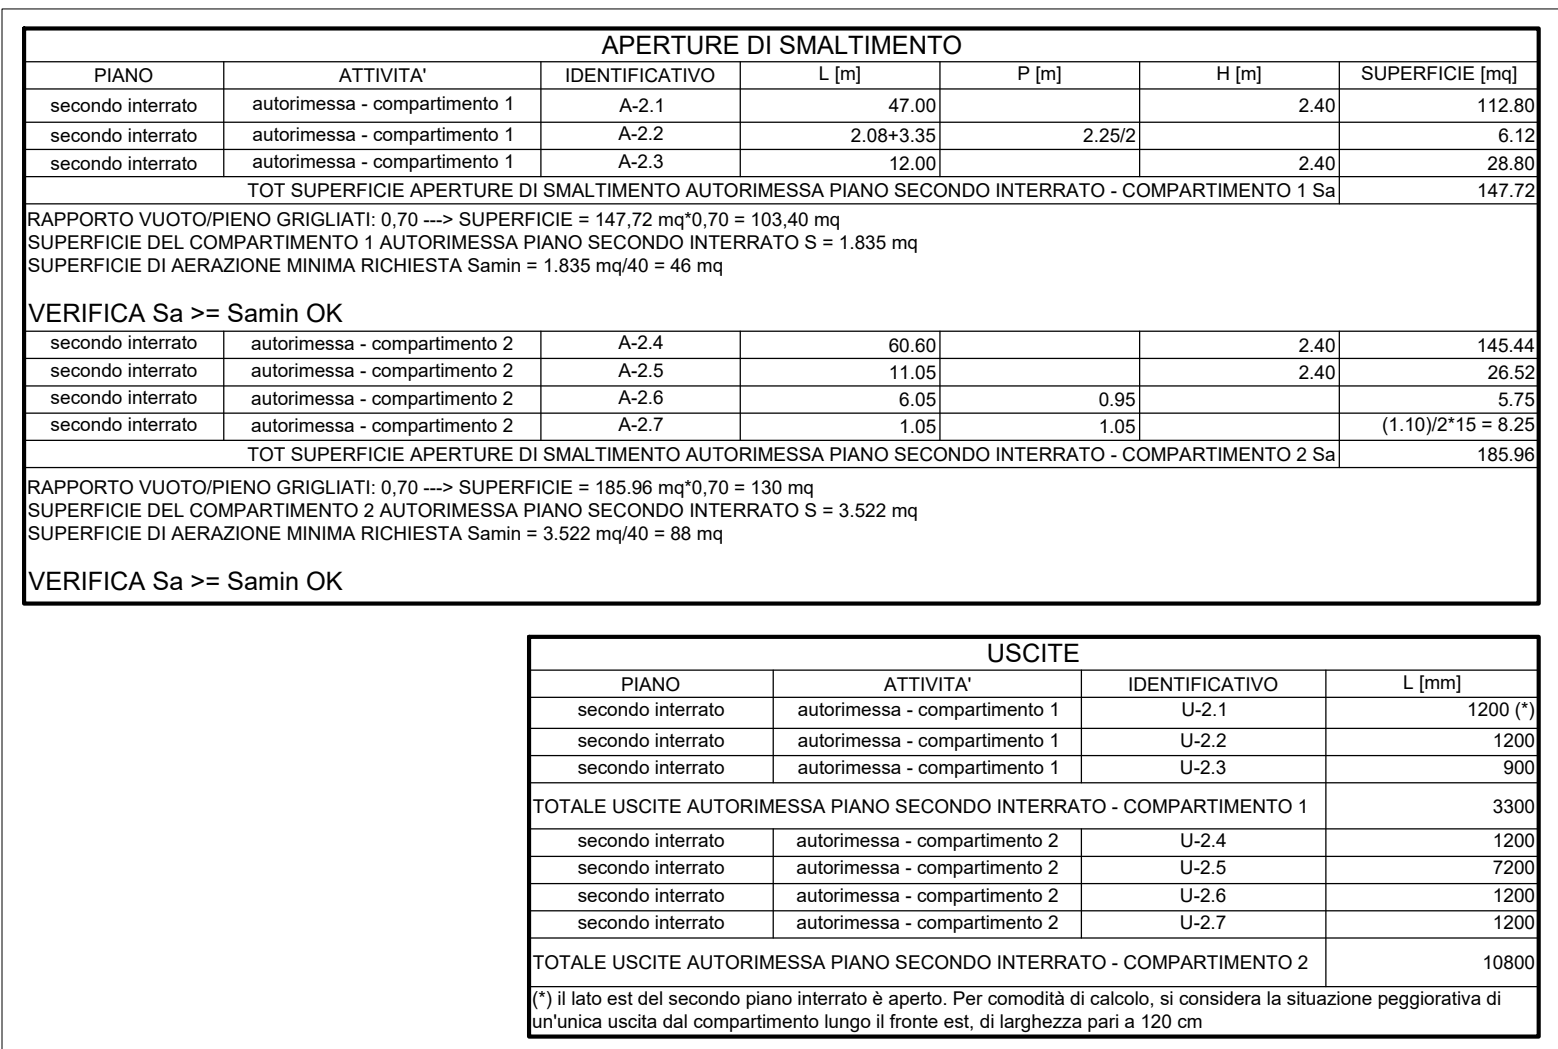 APERTURE DI SMALTIMENTO
PIANO ATTIVITA' IDENTIFICATIVO L [m] P [m] H [m] SUPERFICIE [mq]
secondo interrato autorimessa - compartimento 1 A-2.1 47.00 2.40 112.80
secondo interrato autorimessa - compartimento 1 A-2.2 2.08+3.35 2.25/2 6.12
secondo interrato autorimessa - compartimento 1 A-2.3 12.00 2.40 28.80
TOT SUPERFICIE APERTURE DI SMALTIMENTO AUTORIMESSA PIANO SECONDO INTERRATO - COMPARTIMENTO 1 Sa 147.72
RAPPORTO VUOTO/PIENO GRIGLIATI: 0,70 ---> SUPERFICIE = 147,72 mq*0,70 = 103,40 mq
SUPERFICIE DEL COMPARTIMENTO 1 AUTORIMESSA PIANO SECONDO INTERRATO S = 1.835 mq
SUPERFICIE DI AERAZIONE MINIMA RICHIESTA Samin = 1.835 mq/40 = 46 mq
VERIFICA Sa >= Samin OK
secondo interrato autorimessa - compartimento 2 A-2.4 60.60 2.40 145.44
secondo interrato autorimessa - compartimento 2 A-2.5 11.05 2.40 26.52
secondo interrato autorimessa - compartimento 2 A-2.6 6.05 0.95 5.75
secondo interrato autorimessa - compartimento 2 A-2.7 1.05 1.05 (1.10)/2*15 = 8.25
TOT SUPERFICIE APERTURE DI SMALTIMENTO AUTORIMESSA PIANO SECONDO INTERRATO - COMPARTIMENTO 2 Sa 185.96
RAPPORTO VUOTO/PIENO GRIGLIATI: 0,70 ---> SUPERFICIE = 185.96 mq*0,70 = 130 mq
SUPERFICIE DEL COMPARTIMENTO 2 AUTORIMESSA PIANO SECONDO INTERRATO S = 3.522 mq
SUPERFICIE DI AERAZIONE MINIMA RICHIESTA Samin = 3.522 mq/40 = 88 mq
VERIFICA Sa >= Samin OK
USCITE
PIANO ATTIVITA' IDENTIFICATIVO L [mm]
secondo interrato autorimessa - compartimento 1 U-2.1 1200 (*)
secondo interrato autorimessa - compartimento 1 U-2.2 1200
secondo interrato autorimessa - compartimento 1 U-2.3 900
TOTALE USCITE AUTORIMESSA PIANO SECONDO INTERRATO - COMPARTIMENTO 1 3300
secondo interrato autorimessa - compartimento 2 U-2.4 1200
secondo interrato autorimessa - compartimento 2 U-2.5 7200
secondo interrato autorimessa - compartimento 2 U-2.6 1200
secondo interrato autorimessa - compartimento 2 U-2.7 1200
TOTALE USCITE AUTORIMESSA PIANO SECONDO INTERRATO - COMPARTIMENTO 2 10800
(*) il lato est del secondo piano interrato è aperto. Per comodità di calcolo, si considera la situazione peggiorativa di
un'unica uscita dal compartimento lungo il fronte est, di larghezza pari a 120 cm